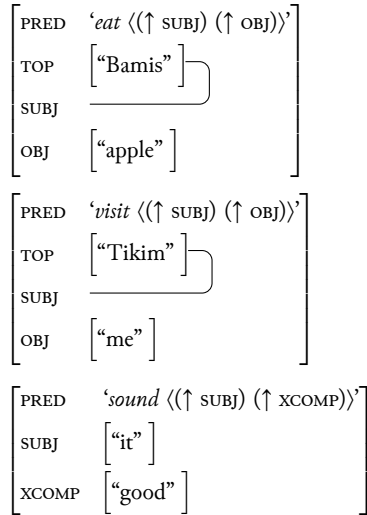 PRED ‘eat ⟨(↑ SUBJ) (↑ OBJ)⟩’
TOP [“Bamis”]
SUBJ
OBJ [“apple”]
PRED ‘visit ⟨(↑ SUBJ) (↑ OBJ)⟩’
TOP [“Tikim”]
SUBJ
OBJ [“me”]
PRED ‘sound ⟨(↑ SUBJ) (↑ XCOMP)⟩’
SUBJ [“it”]
XCOMP [“good”]